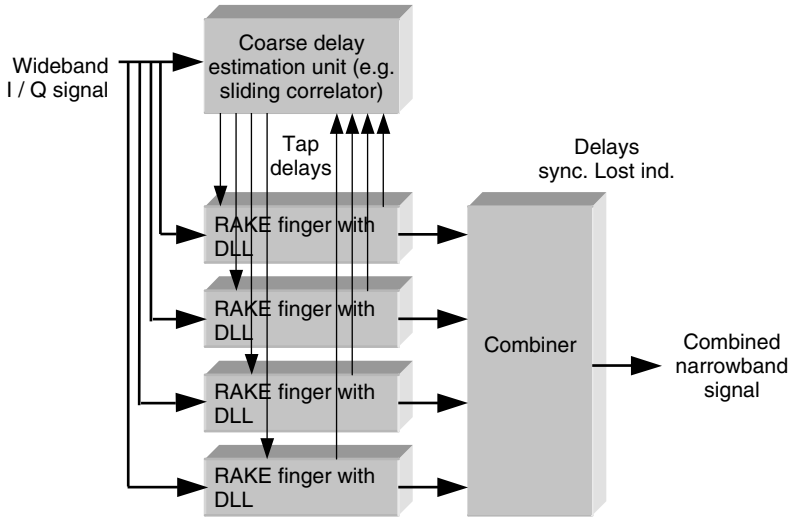 Coarse delay
estimation unit (e.g.
sliding correlator)
Wideband
I / Q signal
Tap
delays
Delays
sync. Lost ind.
RAKE finger with
DLL
RAKE finger with
DLL
RAKE finger with
DLL
RAKE finger with
DLL
Combiner
Combined
narrowband
signal